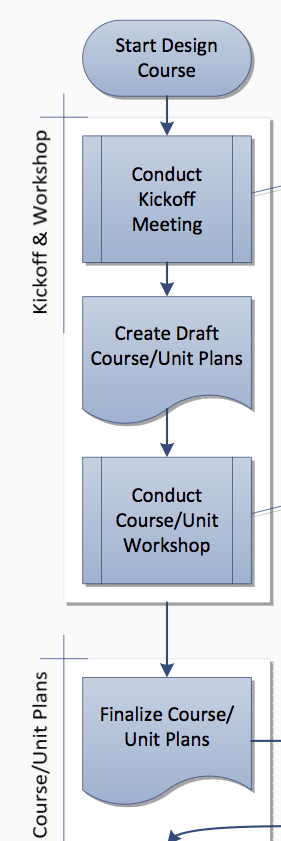 Start Design
Course
Kickoff & Workshop
Conduct
Kickoff
Meeting
Create Draft
Course/Unit Plans
Conduct
Course/Unit
Workshop
Course/Unit Plans
Finalize Course/
Unit Plans